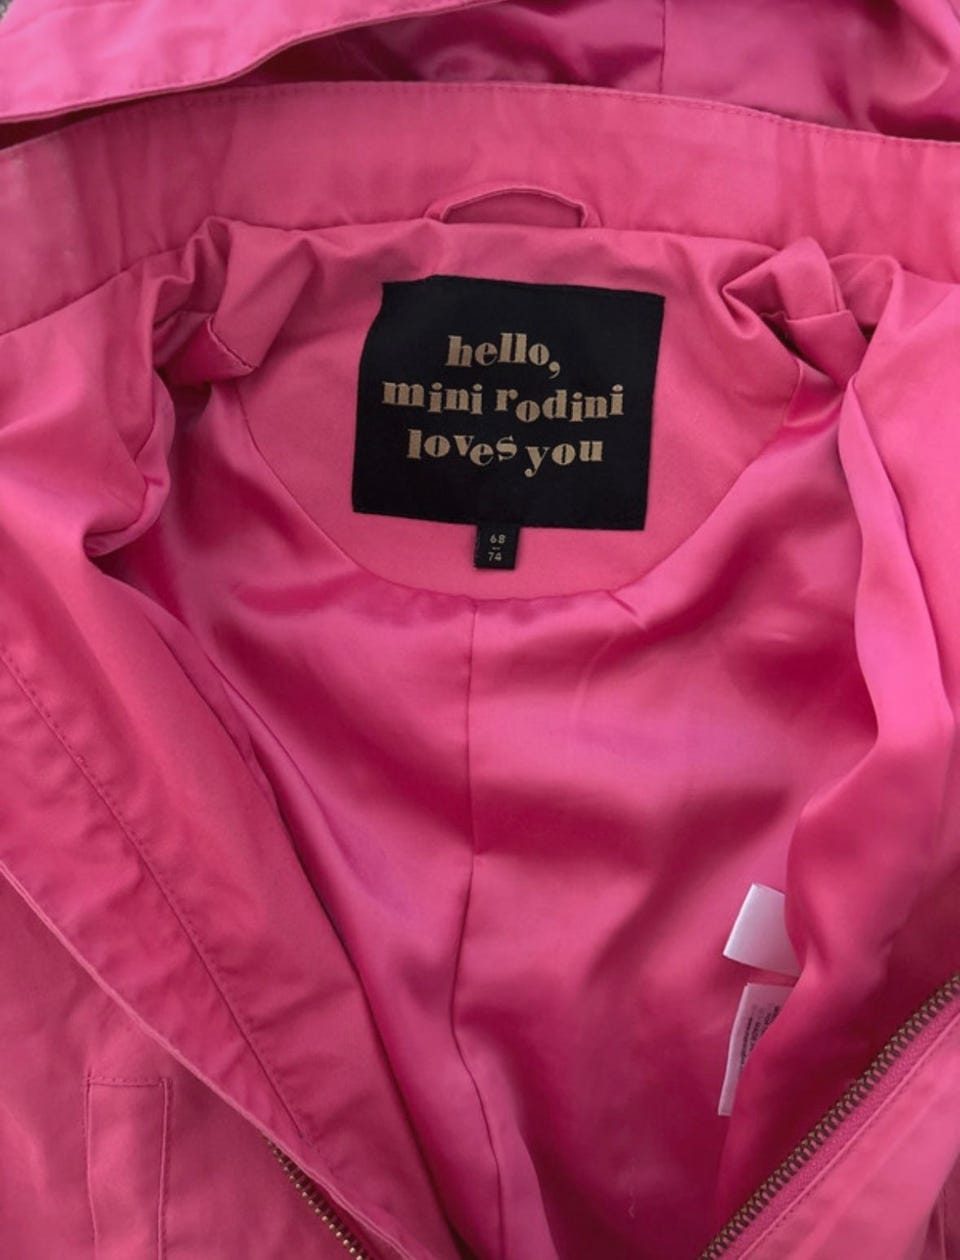 hello,
mini rodini
loves you
68
–
74